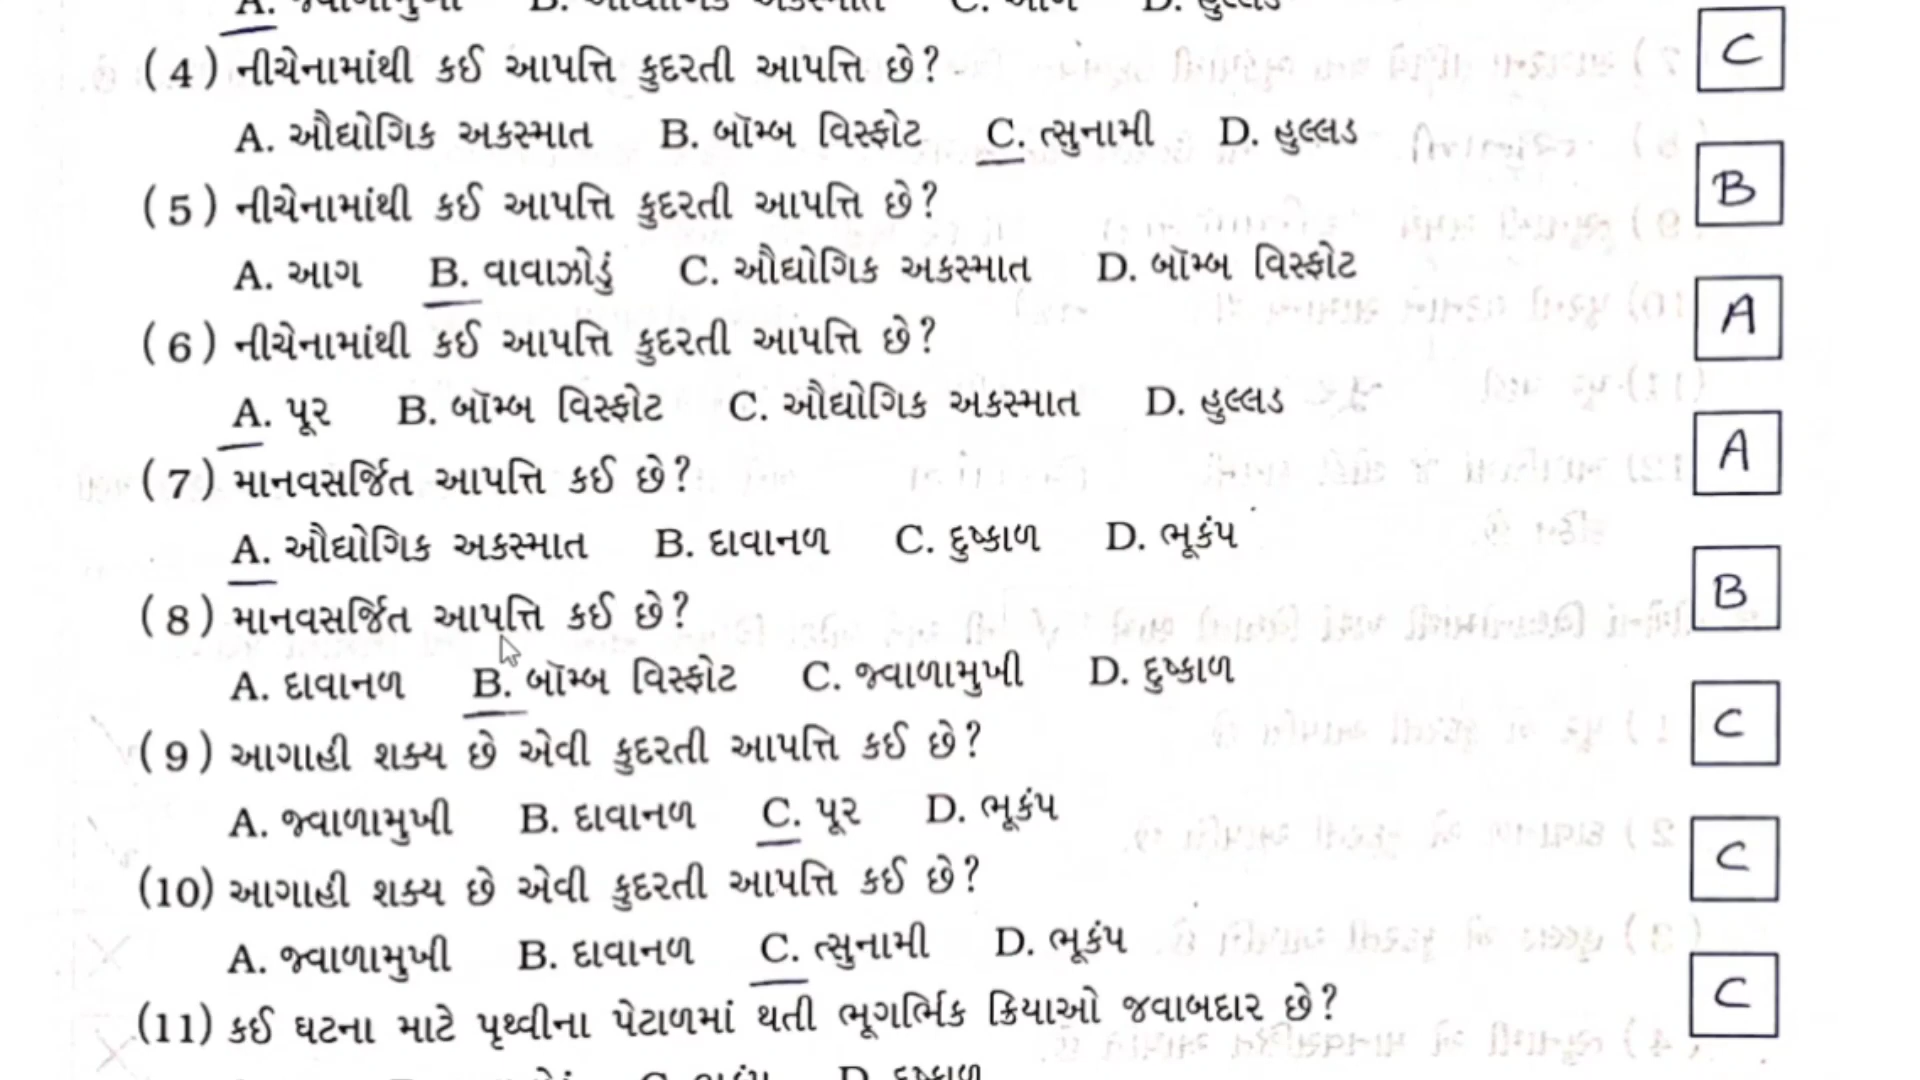 (4) નીચેનામાંથી કઈ આપત્તિ કુદરતી આપત્તિ છે? C
A. ઔદ્યોગિક અકસ્માત B. બૉમ્બ વિસ્ફોટ C. ત્સુનામી D. હુલ્લડ
(5) નીચેનામાંથી કઈ આપત્તિ કુદરતી આપત્તિ છે? B
A. આગ B. વાવાઝોડું C. ઔદ્યોગિક અકસ્માત D. બૉમ્બ વિસ્ફોટ
(6) નીચેનામાંથી કઈ આપત્તિ કુદરતી આપત્તિ છે? A
A. પૂર B. બૉમ્બ વિસ્ફોટ C. ઔદ્યોગિક અકસ્માત D. હુલ્લડ
(7) માનવસર્જિત આપત્તિ કઈ છે? A
A. ઔદ્યોગિક અકસ્માત B. દાવાનળ C. દુષ્કાળ D. ભૂકંપ
(8) માનવસર્જિત આપત્તિ કઈ છે? B
A. દાવાનળ B. બૉમ્બ વિસ્ફોટ C. જ્વાળામુખી D. દુષ્કાળ
(9) આગાહી શક્ય છે એવી કુદરતી આપત્તિ કઈ છે? C
A. જ્વાળામુખી B. દાવાનળ C. પૂર D. ભૂકંપ
(10) આગાહી શક્ય છે એવી કુદરતી આપત્તિ કઈ છે? C
A. જ્વાળામુખી B. દાવાનળ C. ત્સુનામી D. ભૂકંપ
(11) કઈ ઘટના માટે પૃથ્વીના પેટાળમાં થતી ભૂગર્ભિક ક્રિયાઓ જવાબદાર છે? C